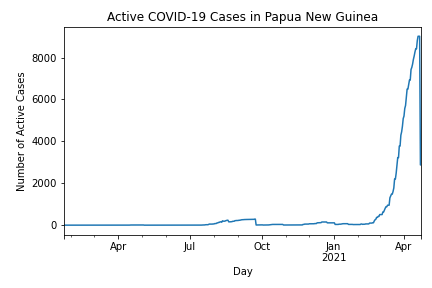 Active COVID-19 Cases in Papua New Guinea
Number of Active Cases
8000
6000
4000
2000
0
Apr Jul Oct Jan Apr
2021
Day